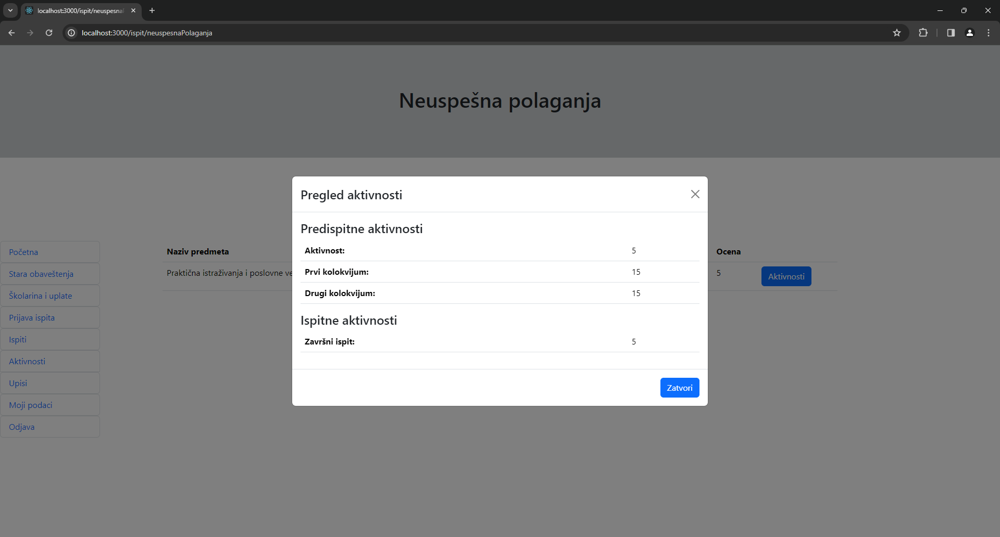 localhost:3000/ispit/neuspesna
localhost:3000/ispit/neuspesnaPolaganja
Neuspešna polaganja
Pregled aktivnosti
Predispitne aktivnosti
Aktivnost: 5
Prvi kolokvijum: 15
Drugi kolokvijum: 15
Ispitne aktivnosti
Završni ispit: 5
Zatvori
Početna
Stara obaveštenja
Školarina i uplate
Prijava ispita
Ispiti
Aktivnosti
Upisi
Moji podaci
Odjava
Naziv predmeta Ocena
Praktična istraživanja i poslovne ve 5 Aktivnosti